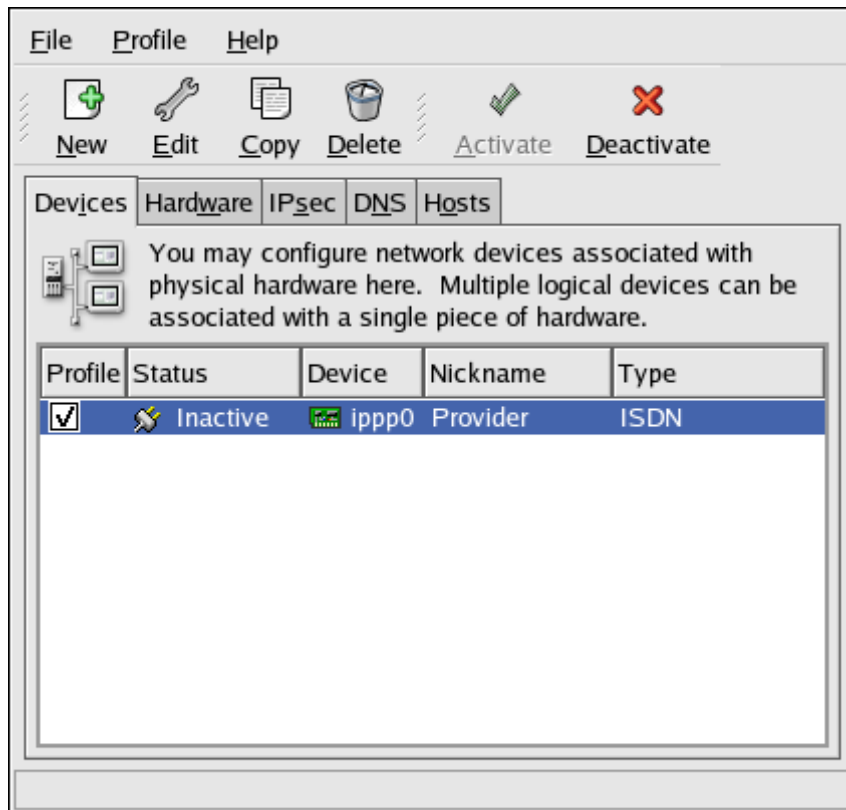 File Profile Help
New Edit Copy Delete Activate Deactivate
Devices Hardware IPsec DNS Hosts
You may configure network devices associated with
physical hardware here. Multiple logical devices can be
associated with a single piece of hardware.
Profile Status Device Nickname Type
Inactive ippp0 Provider ISDN